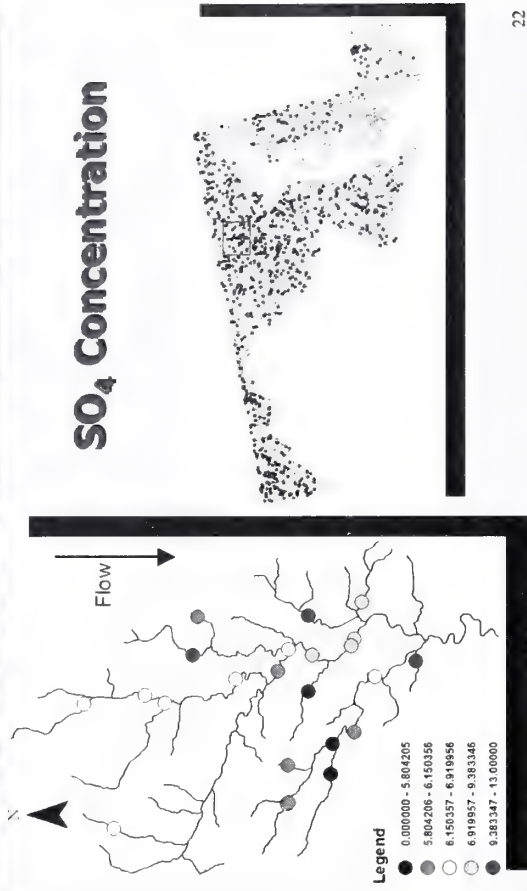 SO₄ Concentration
N
Flow
Legend
0.000000 - 5.804205
5.804206 - 6.150356
6.150357 - 6.919956
6.919957 - 9.383346
9.383347 - 13.00000
22